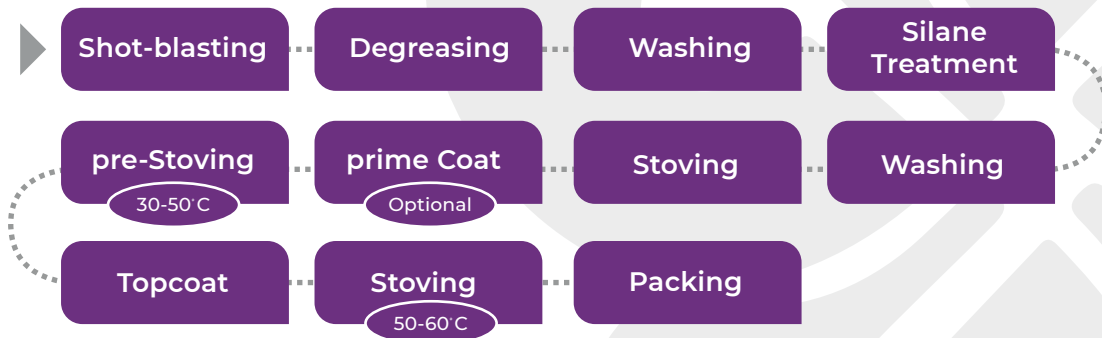 Shot-blasting
Degreasing
Washing
Silane
Treatment
Washing
Stoving
prime Coat
Optional
pre-Stoving
30-50°C
Topcoat
Stoving
50-60°C
Packing